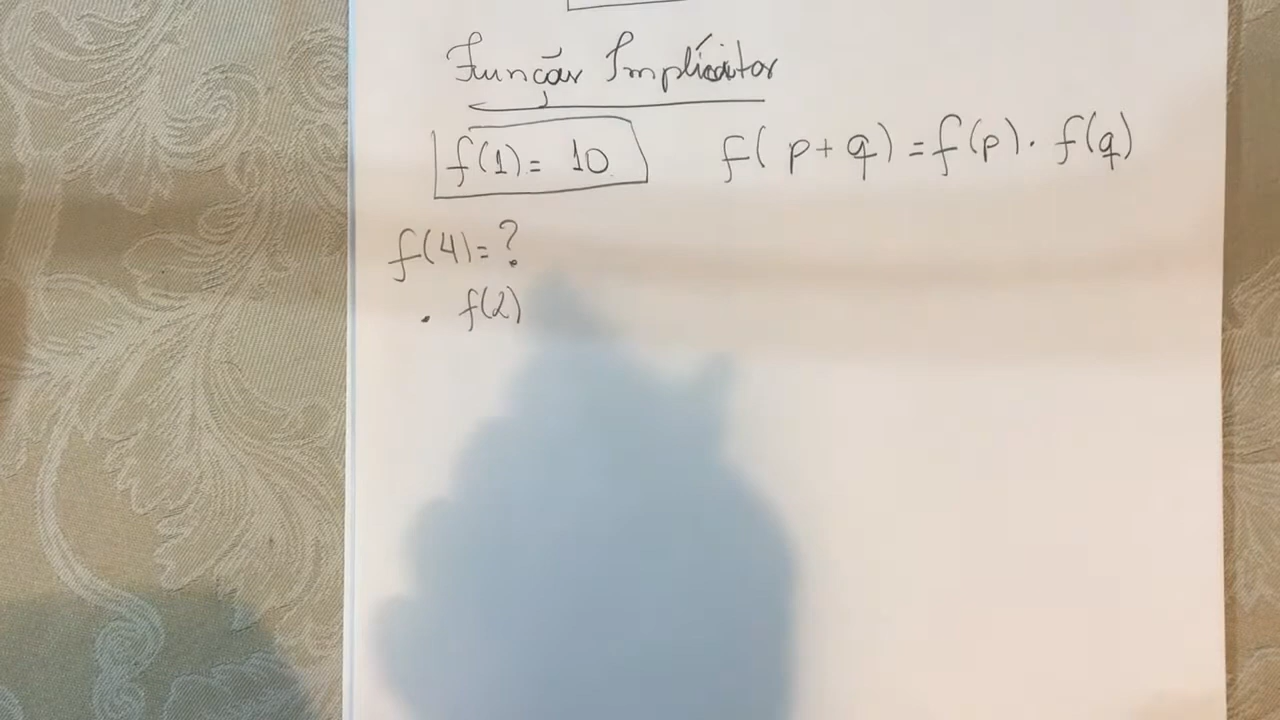 Função Implícita
f(1) = 10 f(p+q) = f(p). f(q)
f(4) = ?
. f(2)